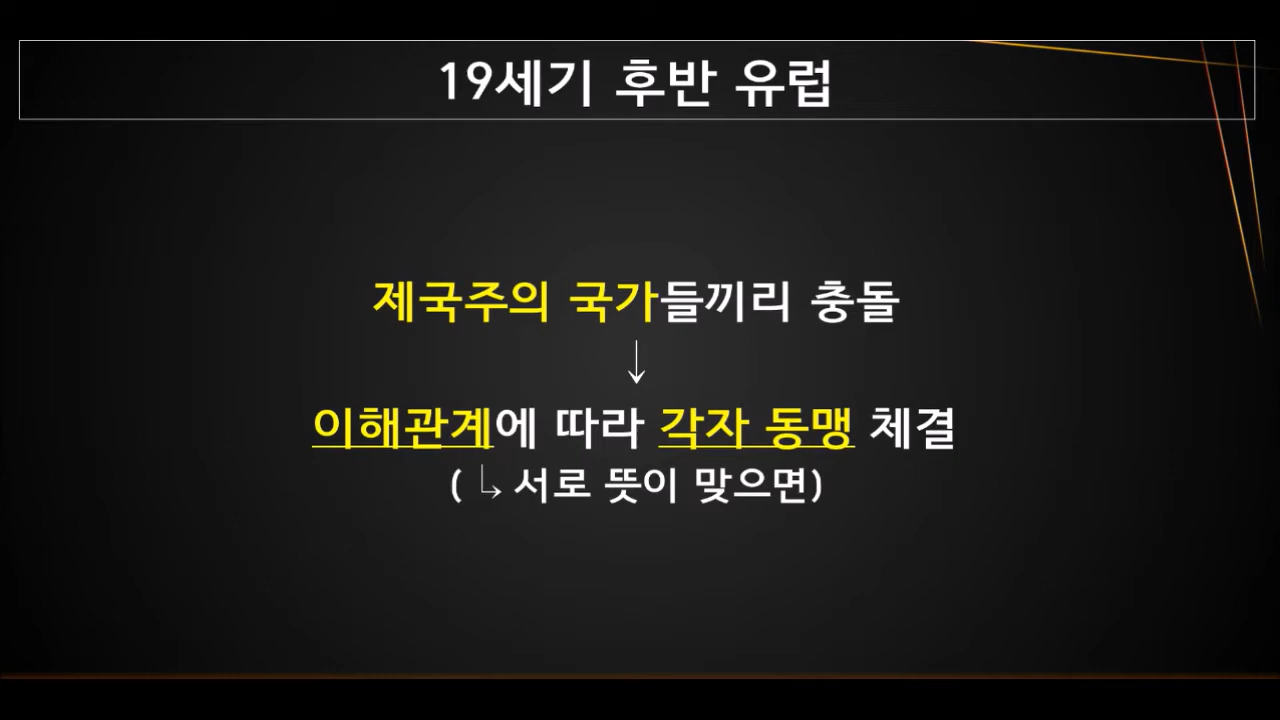 19세기 후반 유럽
제국주의 국가들끼리 충돌
↓
이해관계에 따라 각자 동맹 체결
( ↳ 서로 뜻이 맞으면)